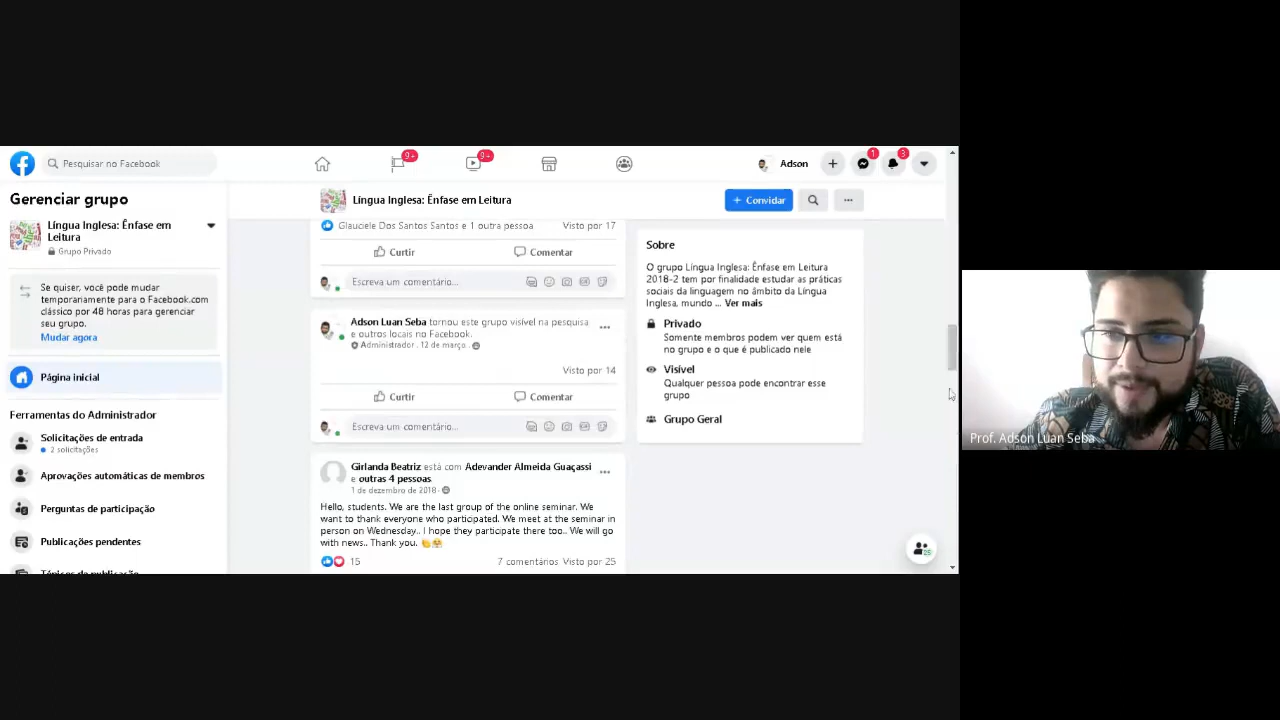 Pesquisar no Facebook
9+
9+
Adson
1
3
Gerenciar grupo
Língua Inglesa: Ênfase em
Leitura
Grupo Privado
Se quiser, você pode mudar
temporariamente para o Facebook.com
clássico por 48 horas para gerenciar
seu grupo.
Mudar agora
Página inicial
Ferramentas do Administrador
Solicitações de entrada
2 solicitações
Aprovações automáticas de membros
Perguntas de participação
Publicações pendentes
Tópicos de publicação
Língua Inglesa: Ênfase em Leitura
+ Convidar
Glauciele Dos Santos Santos e 1 outra pessoa
Visto por 17
Curtir
Comentar
Escreva um comentário...
Adson Luan Seba tornou este grupo visível na pesquisa
e outros locais no Facebook.
Administrador · 12 de março ·
Visto por 14
Curtir
Comentar
Escreva um comentário...
Girlanda Beatriz está com Adevander Almeida Guaçassi
e outras 4 pessoas.
1 de dezembro de 2018 ·
Hello, students. We are the last group of the online seminar. We
want to thank everyone who participated. We meet at the seminar in
person on Wednesday.. I hope they participate there too.. We will go
with news.. Thank you.
15
7 comentários Visto por 25
Sobre
O grupo Língua Inglesa: Ênfase em Leitura
2018-2 tem por finalidade estudar as práticas
sociais da linguagem no âmbito da Língua
Inglesa, mundo ... Ver mais
Privado
Somente membros podem ver quem está
no grupo e o que é publicado nele
Visível
Qualquer pessoa pode encontrar esse
grupo
Grupo Geral
Prof. Adson Luan Seba